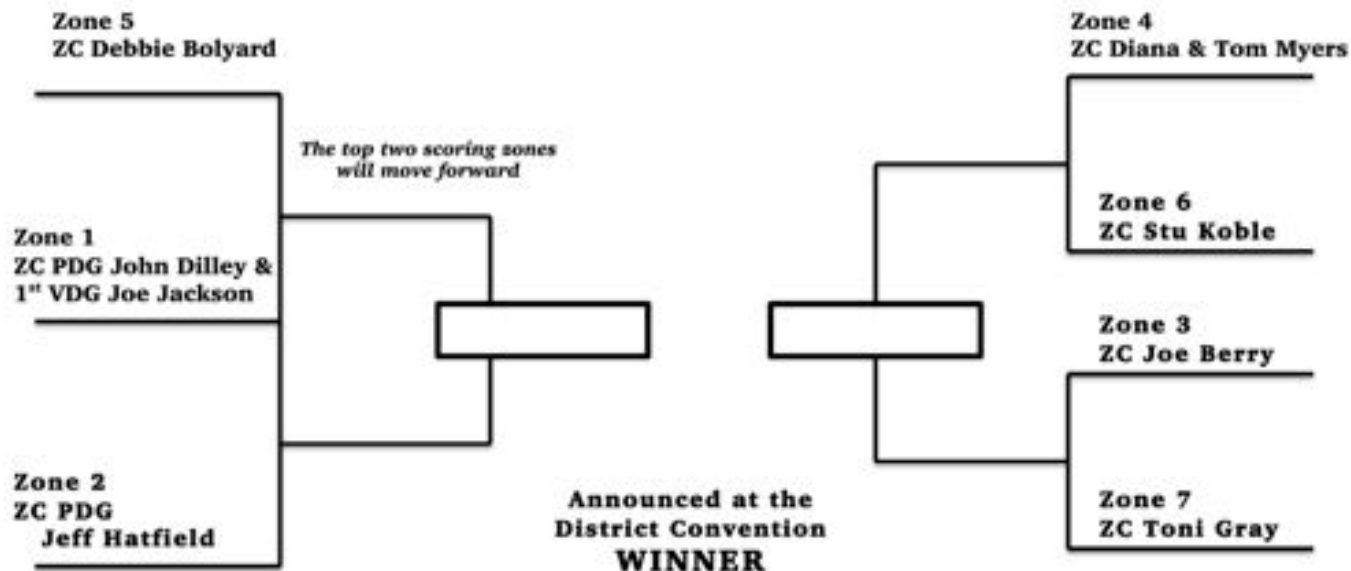 Zone 5
ZC Debbie Bolyard
The top two scoring zones
will move forward
Zone 1
ZC PDG John Dilley &
1st VDG Joe Jackson
Zone 2
ZC PDG
Jeff Hatfield
Zone 4
ZC Diana & Tom Myers
Zone 6
ZC Stu Koble
Zone 3
ZC Joe Berry
Zone 7
ZC Toni Gray
Announced at the
District Convention
WINNER